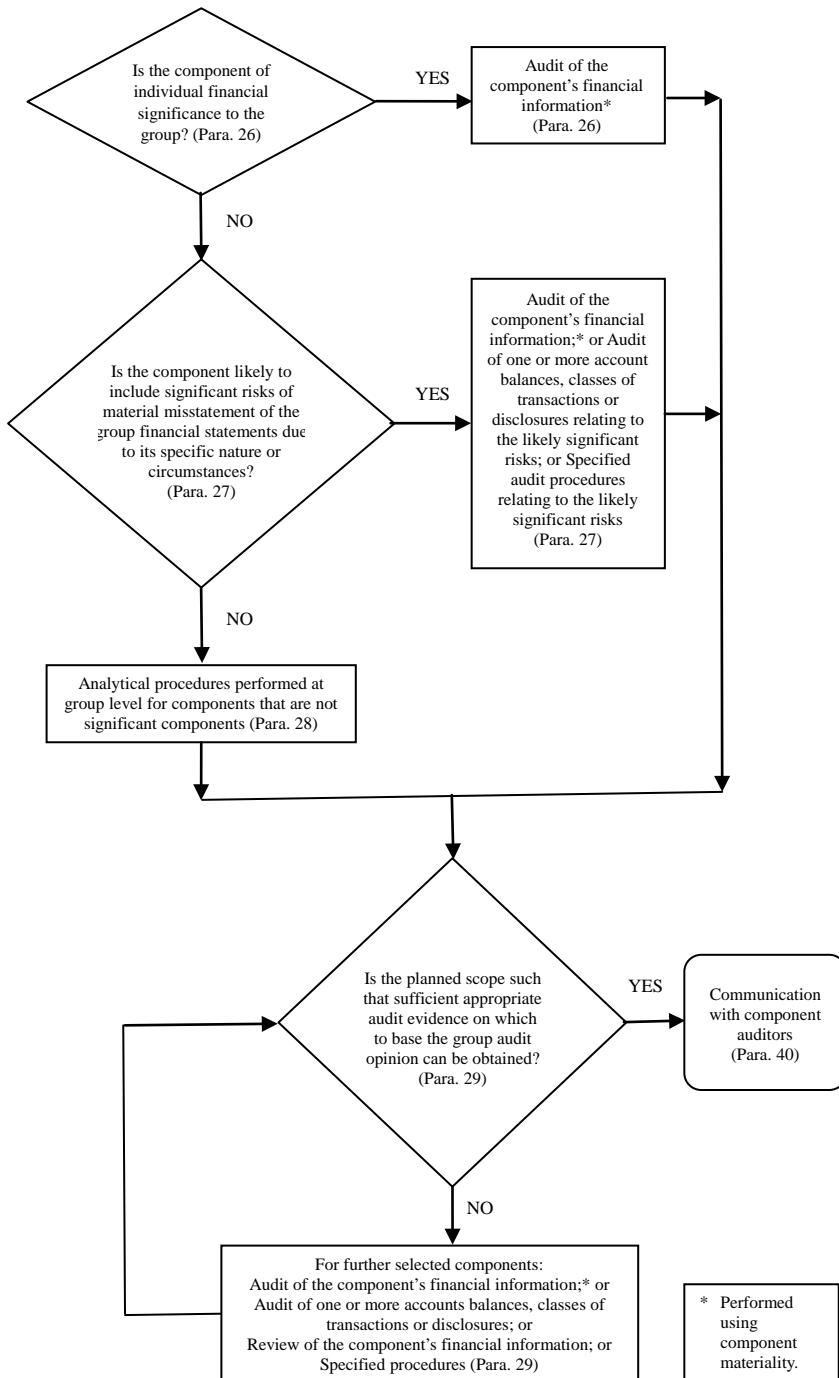 Is the component of
individual financial
significance to the
group? (Para. 26)
YES
Audit of the
component’s financial
information*
(Para. 26)
NO
Is the component likely to
include significant risks of
material misstatement of the
group financial statements due
to its specific nature or
circumstances?
(Para. 27)
YES
Audit of the
component’s financial
information;* or Audit
of one or more account
balances, classes of
transactions or
disclosures relating to
the likely significant
risks; or Specified
audit procedures
relating to the likely
significant risks
(Para. 27)
NO
Analytical procedures performed at
group level for components that are not
significant components (Para. 28)
Is the planned scope such
that sufficient appropriate
audit evidence on which
to base the group audit
opinion can be obtained?
(Para. 29)
YES
Communication
with component
auditors
(Para. 40)
NO
For further selected components:
Audit of the component’s financial information;* or
Audit of one or more accounts balances, classes of
transactions or disclosures; or
Review of the component’s financial information; or
Specified procedures (Para. 29)
* Performed
using
component
materiality.